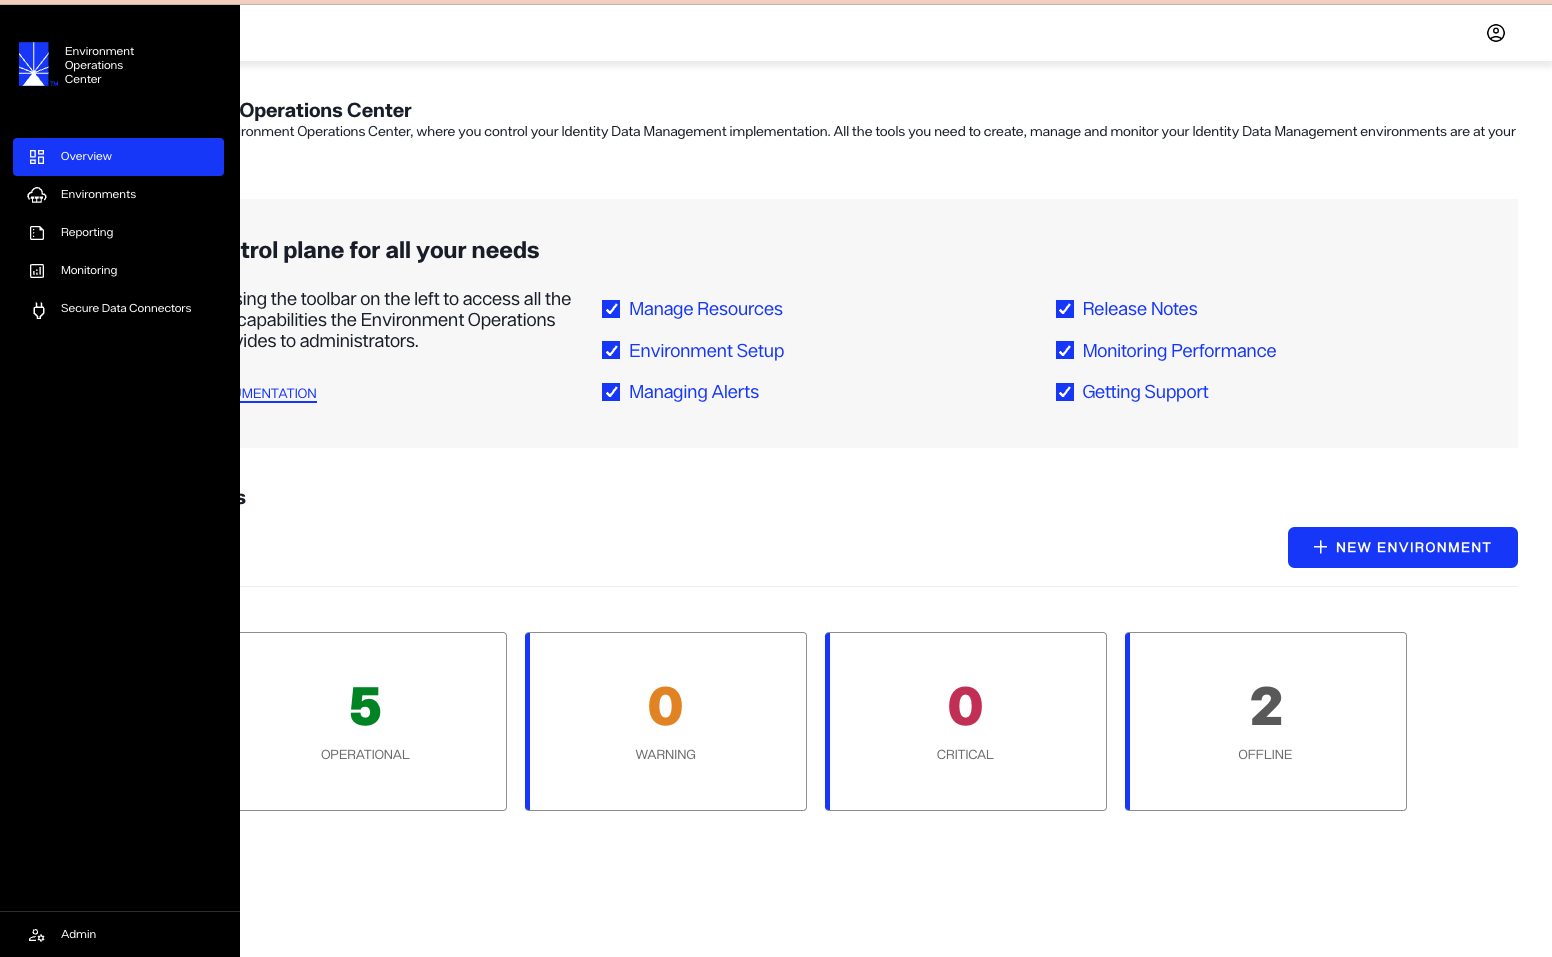 Environment
Operations
Center
Overview
Environments
Reporting
Monitoring
Secure Data Connectors
Admin
Operations Center
ronment Operations Center, where you control your Identity Data Management implementation. All the tools you need to create, manage and monitor your Identity Data Management environments are at your
trol plane for all your needs
sing the toolbar on the left to access all the
capabilities the Environment Operations
vides to administrators.
UMENTATION
Manage Resources
Environment Setup
Managing Alerts
Release Notes
Monitoring Performance
Getting Support
s
+ NEW ENVIRONMENT
5
OPERATIONAL
0
WARNING
0
CRITICAL
2
OFFLINE